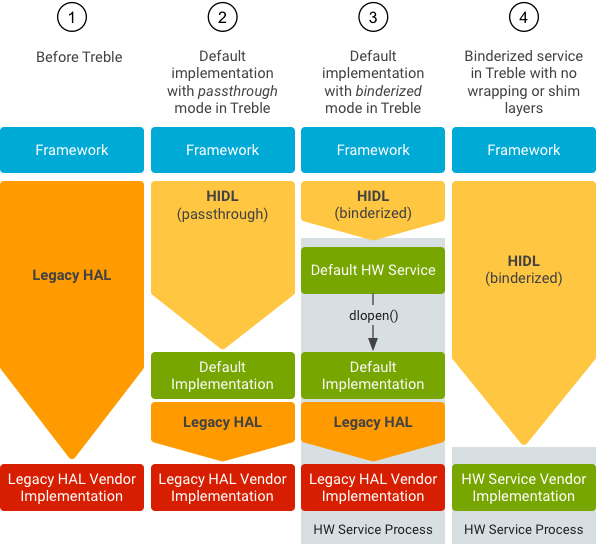 1
Before Treble
2
Default
implementation
with passthrough
mode in Treble
3
Default
implementation
with binderized
mode in Treble
4
Binderized service
in Treble with no
wrapping or shim
layers
Framework
Framework
Framework
Framework
Legacy HAL
HIDL
(passthrough)
Default
Implementation
Legacy HAL
HIDL
(binderized)
Default HW Service
dlopen()
Default
Implementation
Legacy HAL
HIDL
(binderized)
Legacy HAL Vendor
Implementation
Legacy HAL Vendor
Implementation
Legacy HAL Vendor
Implementation
HW Service Vendor
Implementation
HW Service Process
HW Service Process